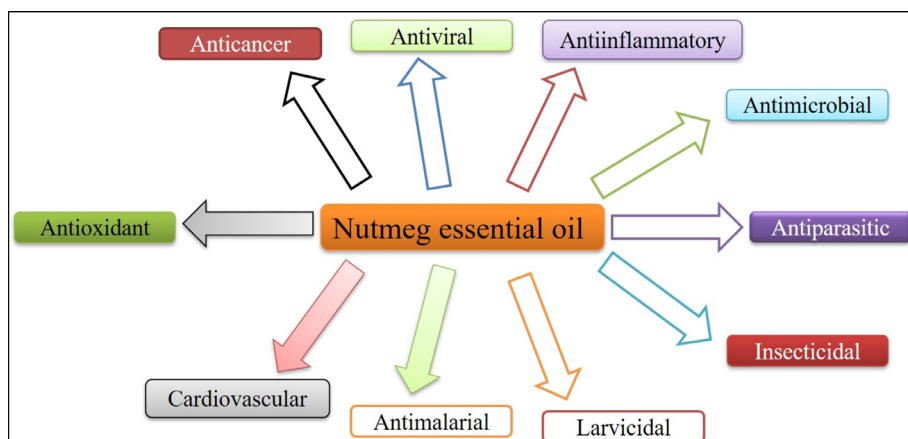 Anticancer
Antiviral
Antiinflammatory
Antimicrobial
Antioxidant
Nutmeg essential oil
Antiparasitic
Insecticidal
Cardiovascular
Antimalarial
Larvicidal